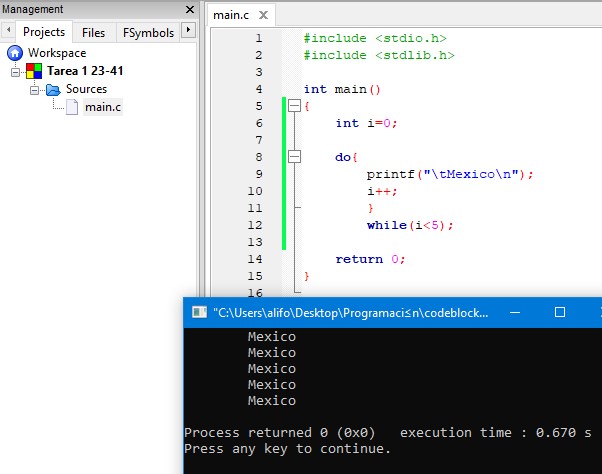 Management
Projects Files FSymbols
Workspace
Tarea 1 23-41
Sources
main.c
main.c
1 #include <stdio.h>
2 #include <stdlib.h>
3
4 int main()
5 {
6 int i=0;
7
8 do{
9 printf("\tMexico\n");
10 i++;
11 }
12 while(i<5);
13
14 return 0;
15 }
16
"C:\Users\alifo\Desktop\Programaci≤n\codeblock...
Mexico
Mexico
Mexico
Mexico
Mexico
Process returned 0 (0x0) execution time : 0.670 s
Press any key to continue.